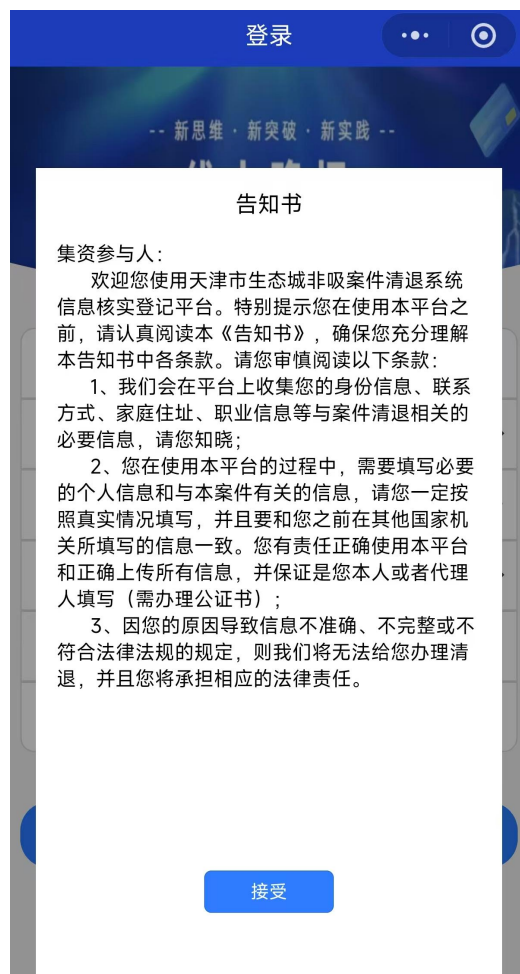 登录
-- 新思维 · 新突破 · 新实践 --
告知书
集资参与人：
欢迎您使用天津市生态城非吸案件清退系统
信息核实登记平台。特别提示您在使用本平台之
前，请认真阅读本《告知书》，确保您充分理解
本告知书中各条款。请您审慎阅读以下条款：
1、我们会在平台上收集您的身份信息、联系
方式、家庭住址、职业信息等与案件清退相关的
必要信息，请您知晓；
2、您在使用本平台的过程中，需要填写必要
的个人信息和与本案件有关的信息，请您一定按
照真实情况填写，并且要和您之前在其他国家机
关所填写的信息一致。您有责任正确使用本平台
和正确上传所有信息，并保证是您本人或者代理
人填写（需办理公证书）；
3、因您的原因导致信息不准确、不完整或不
符合法律法规的规定，则我们将无法给您办理清
退，并且您将承担相应的法律责任。
接受